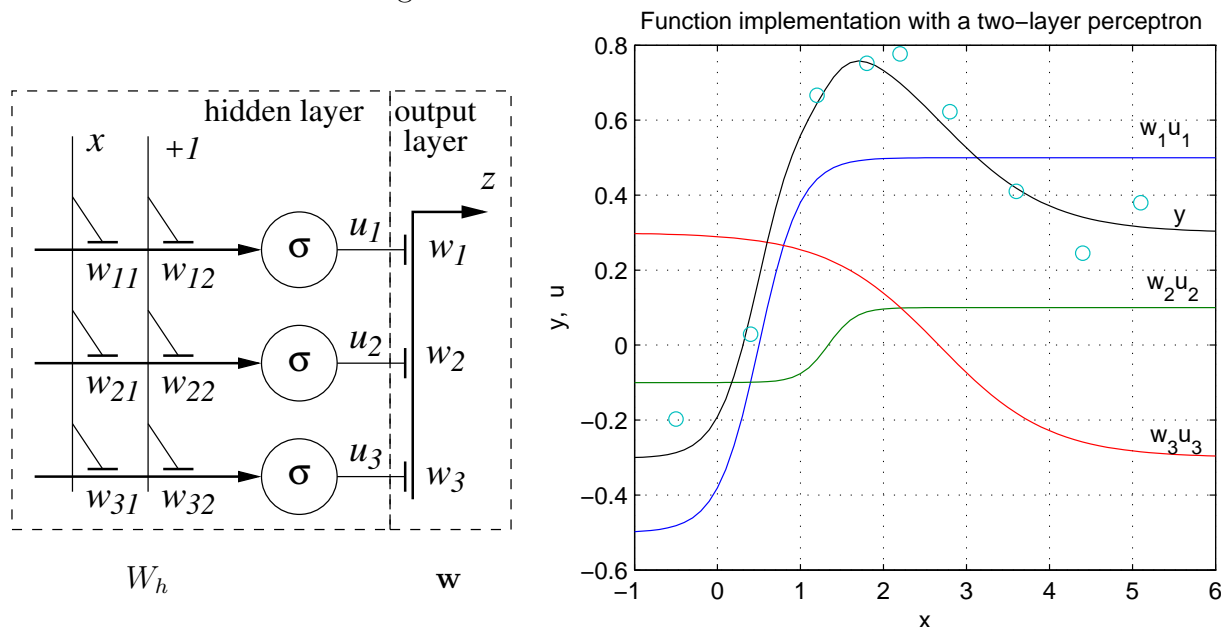 hidden layer
output
layer
x
+1
z
σ
u1
w11
w12
w1
σ
u2
w21
w22
w2
σ
u3
w31
w32
w3
Wh
w
Function implementation with a two−layer perceptron
0.8
0.6
0.4
0.2
0
−0.2
−0.4
−0.6
−1
0
1
2
3
4
5
6
x
y, u
w1u1
y
w2u2
w3u3